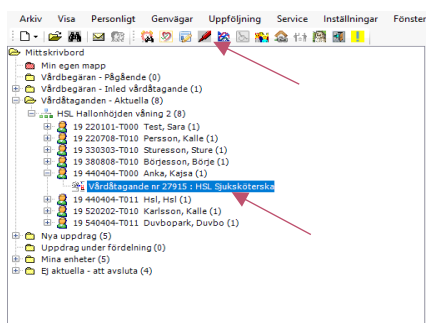 Arkiv Visa Personligt Genvägar Uppföljning Service Inställningar Fönster
Mittskrivbord
Min egen mapp
Vårdbegäran - Pågående (0)
Vårdbegäran - Inled vårdåtagande (1)
Vårdåtaganden - Aktuella (8)
HSL Hallonhöjden våning 2 (8)
19 220101-T000 Test, Sara (1)
19 220708-T010 Persson, Kalle (1)
19 330303-T010 Sturesson, Sture (1)
19 380808-T010 Börjesson, Börje (1)
19 440404-T000 Anka, Kajsa (1)
Vårdåtagande nr 27915 : HSL Sjuksköterska
19 440404-T011 Hsl, Hsl (1)
19 520202-T010 Karlsson, Kalle (1)
19 540404-T011 Duvbopark, Duvbo (1)
Nya uppdrag (5)
Uppdrag under fördelning (0)
Mina enheter (5)
Ej aktuella - att avsluta (4)